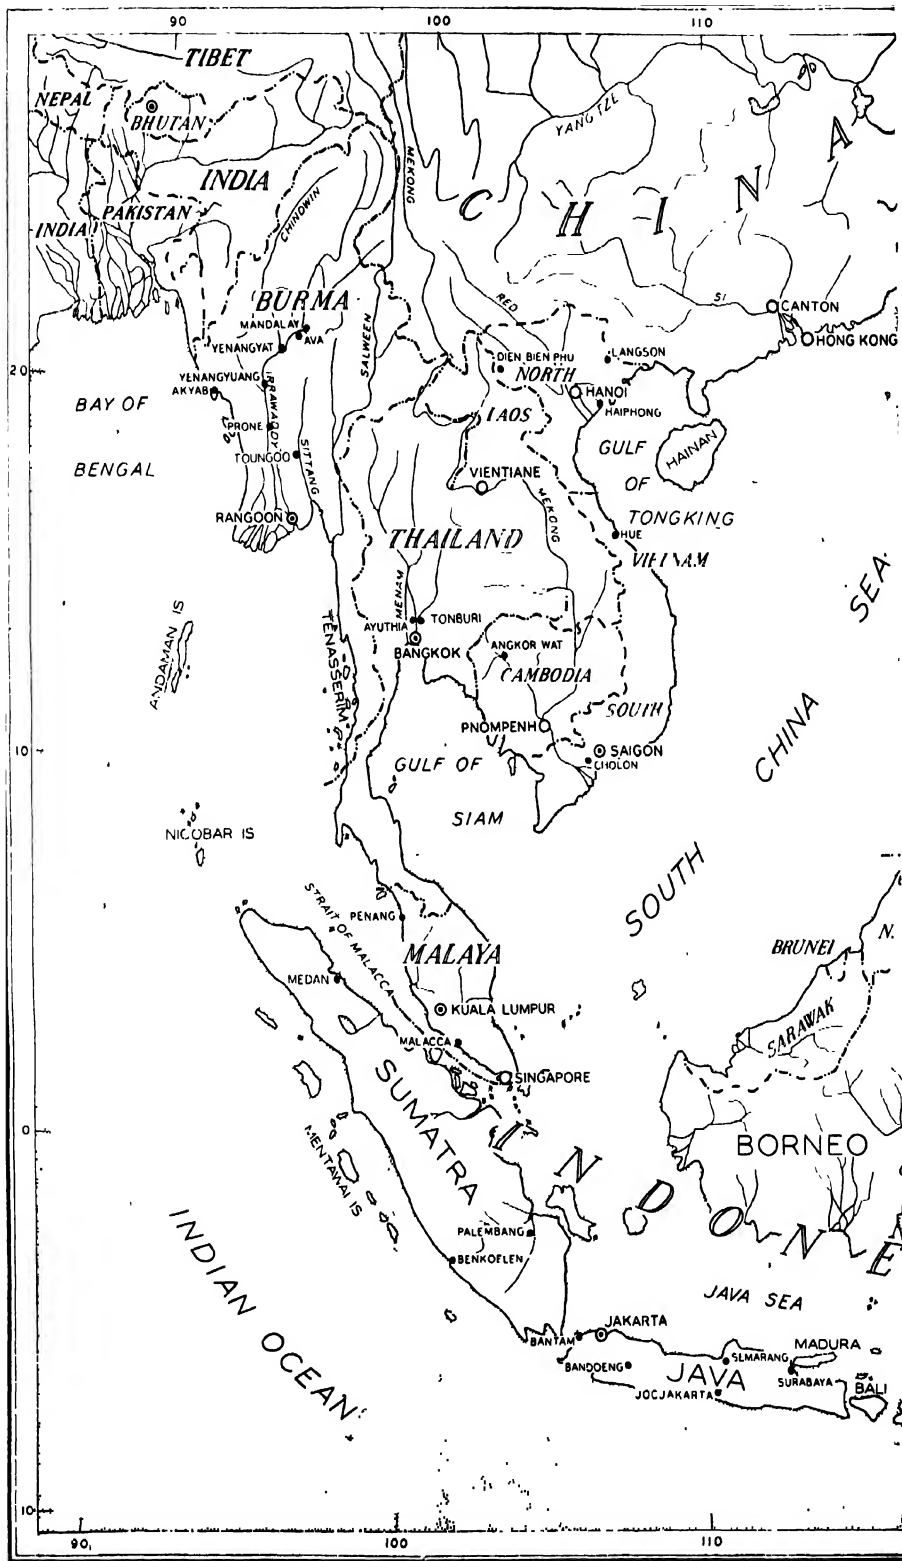 90 100 110
TIBET
NEPAL
BHUTAN
YANGTZE
INDIA
MEKONG
CHINA
PAKISTAN
CHINDWIN
INDIA
BURMA
RED
SI
CANTON
HONG KONG
MANDALAY
AVA
YENANGYAT
SALWEEN
DIEN BIEN PHU
LANGSON
20
NORTH
YENANGYUANG
AKYAB
IRRAWADDY
HANOI
HAIPHONG
BAY OF
BENGAL
LAOS
GULF
OF
TONGKING
HAINAN
PRONE
TOUNGOO
SITTANG
VIENTIANE
MEKONG
RANGOON
THAILAND
HUE
VIETNAM
SEA
ANDAMAN IS
TENASSERIM
MENAM
AYUTHIA
TONBURI
BANGKOK
ANGKOR WAT
CAMBODIA
SOUTH
PNOMPENH
10
SAIGON
CHOLON
GULF OF
SIAM
CHINA
NICOBAR IS
SOUTH
STRAIT OF MALACCA
PENANG
MALAYA
BRUNEI
N.
MEDAN
KUALA LUMPUR
SARAWAK
MALACCA
SINGAPORE
SUMATRA
0
MENTAWAI IS
BORNEO
INDONE
PALEMBANG
BENKOELEN
INDIAN OCEAN
JAVA SEA
BANTAM
JAKARTA
BANDOENG
JAVA
SEMARANG
MADURA
SURABAYA
JOCJAKARTA
BALI
10
90 100 110